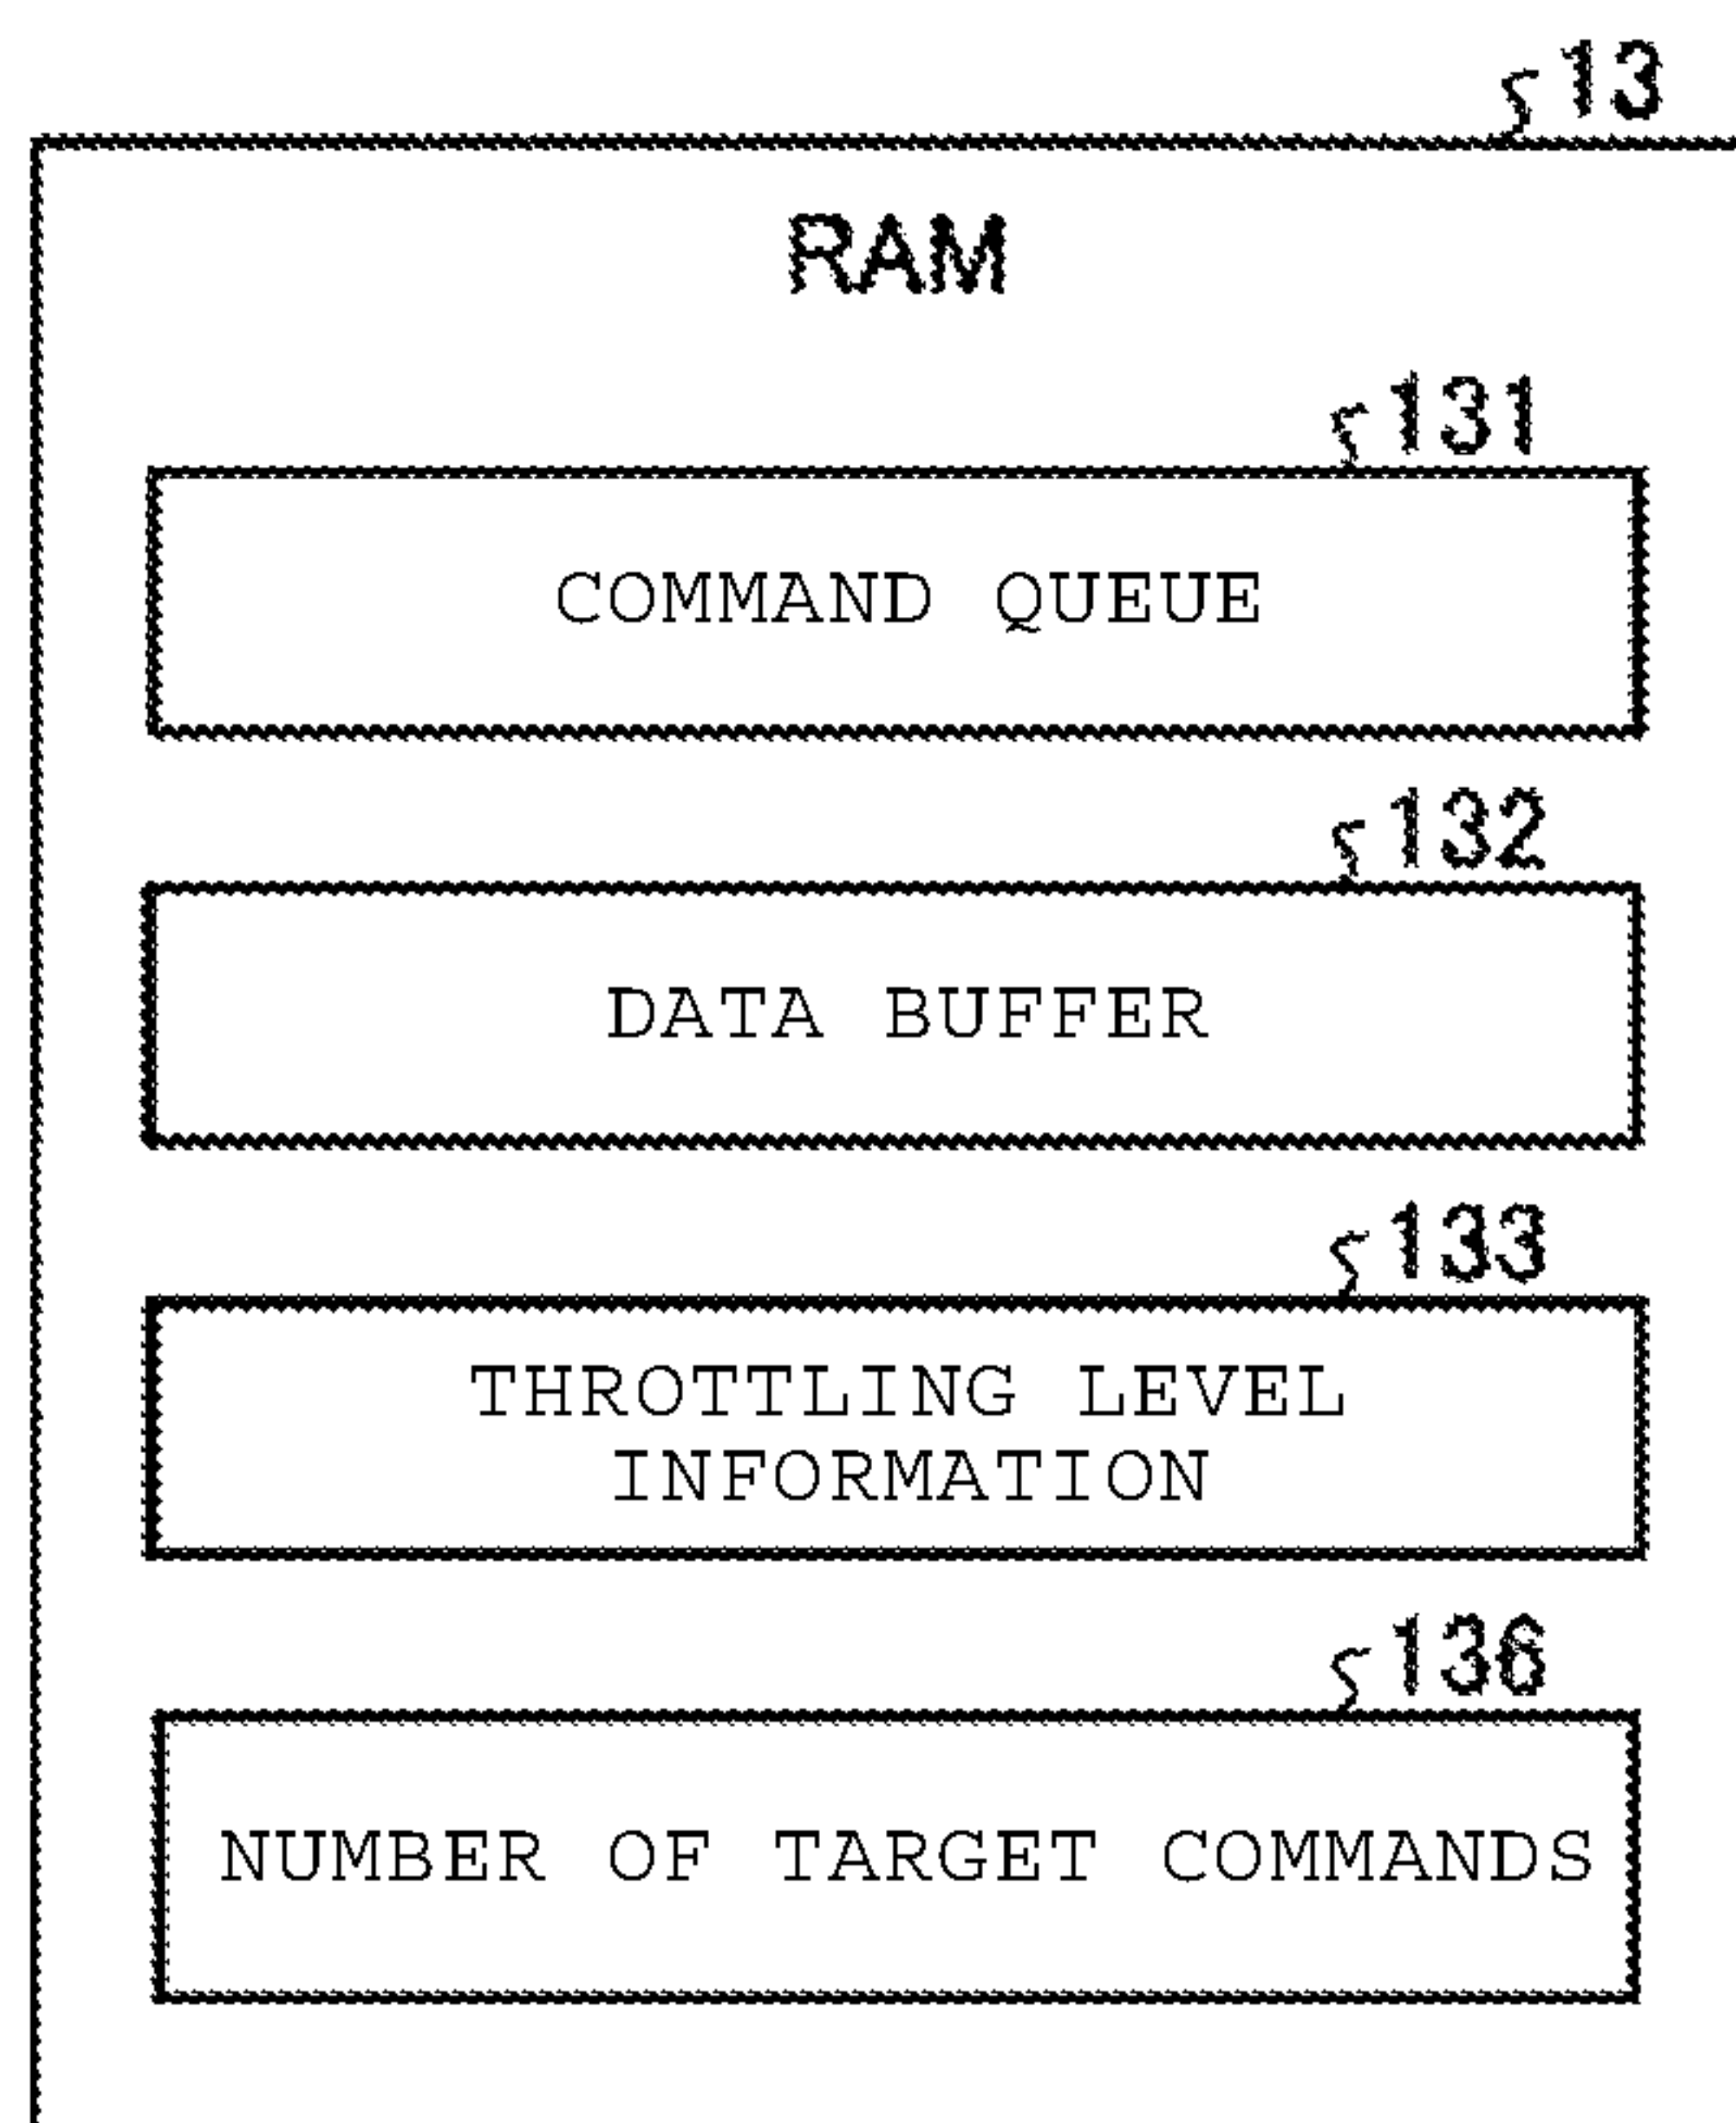 13
RAM
131
COMMAND QUEUE
132
DATA BUFFER
133
THROTTLING LEVEL
INFORMATION
136
NUMBER OF TARGET COMMANDS